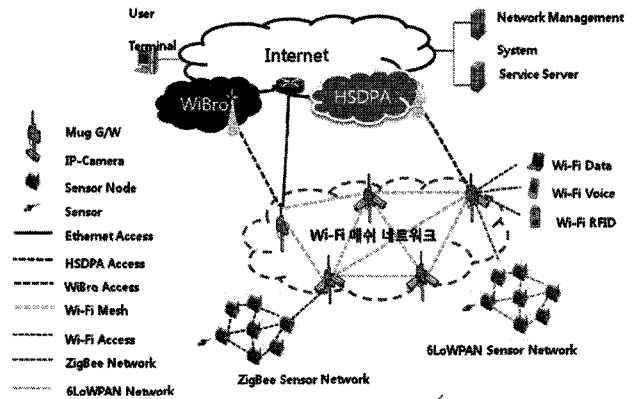 User
Terminal
Internet
Network Management
System
Service Server
WiBro
HSDPA
Mug G/W
IP-Camera
Sensor Node
Sensor
Ethernet Access
HSDPA Access
WiBro Access
Wi-Fi Mesh
Wi-Fi Access
ZigBee Network
6LoWPAN Network
Wi-Fi Data
Wi-Fi Voice
Wi-Fi RFID
Wi-Fi 메쉬 네트워크
ZigBee Sensor Network
6LoWPAN Sensor Network